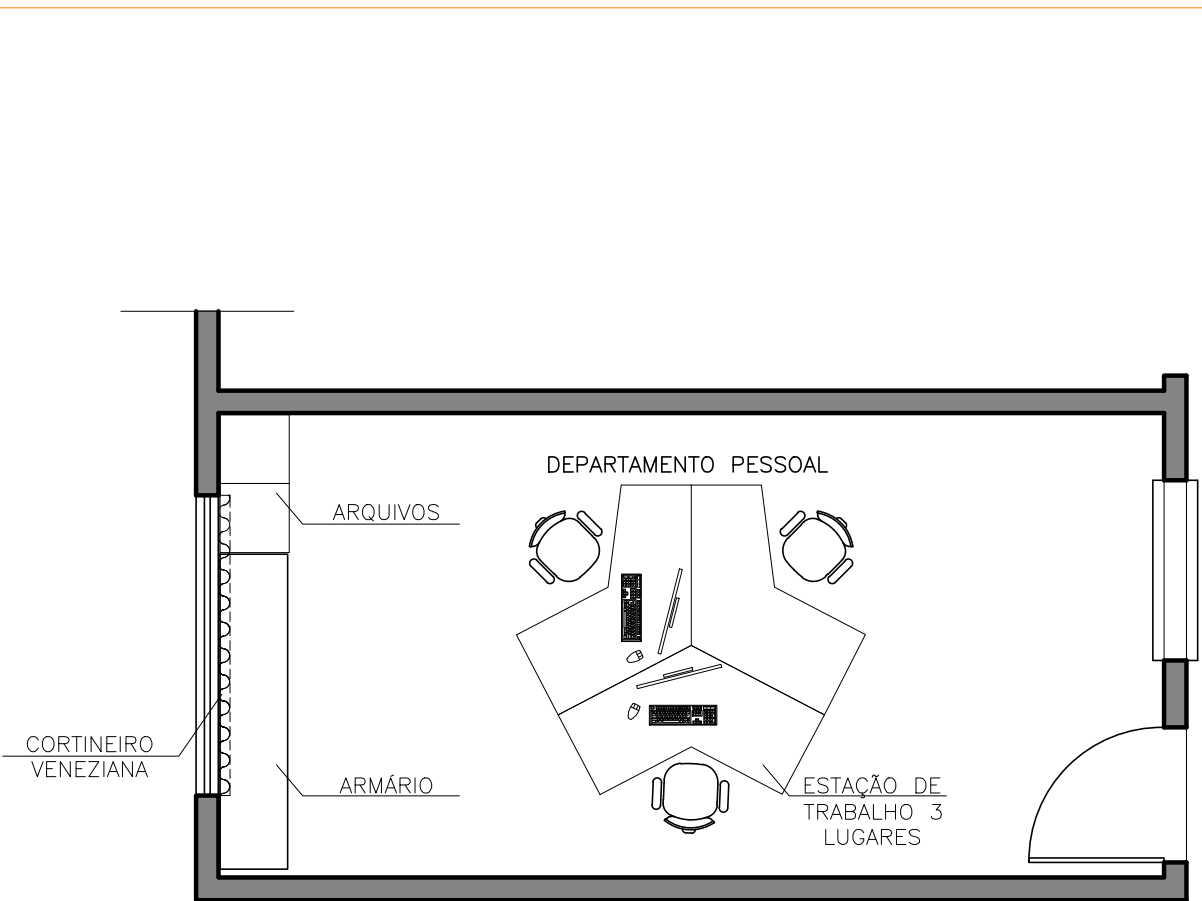 DEPARTAMENTO PESSOAL
ARQUIVOS
CORTINEIRO
VENEZIANA
ARMÁRIO
ESTAÇÃO DE
TRABALHO 3
LUGARES